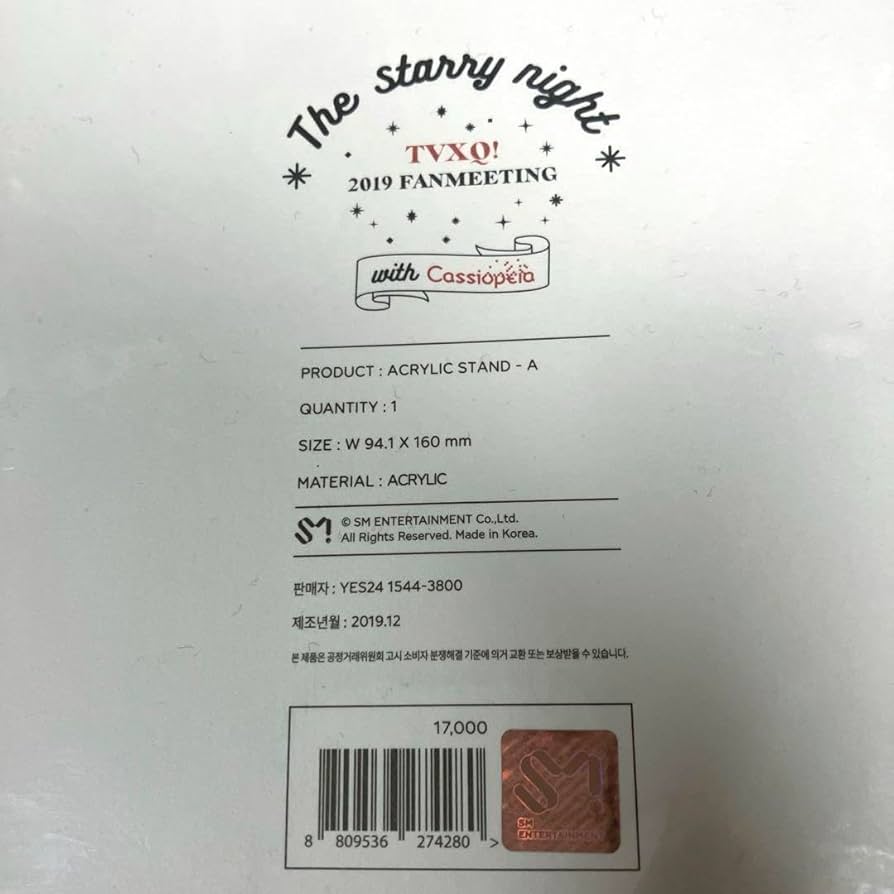 The starry night
TVXQ!
2019 FANMEETING
with Cassiopeia
PRODUCT : ACRYLIC STAND - A
QUANTITY : 1
SIZE : W 94.1 X 160 mm
MATERIAL : ACRYLIC
SM! © SM ENTERTAINMENT Co.,Ltd.
All Rights Reserved. Made in Korea.
판매자 : YES24 1544-3800
제조년월 : 2019.12
본 제품은 공정거래위원회 고시 소비자 분쟁해결 기준에 의거 교환 또는 보상받을 수 있습니다.
17,000
SM!
SM
ENTERTAINMENT
8 809536 274280 >